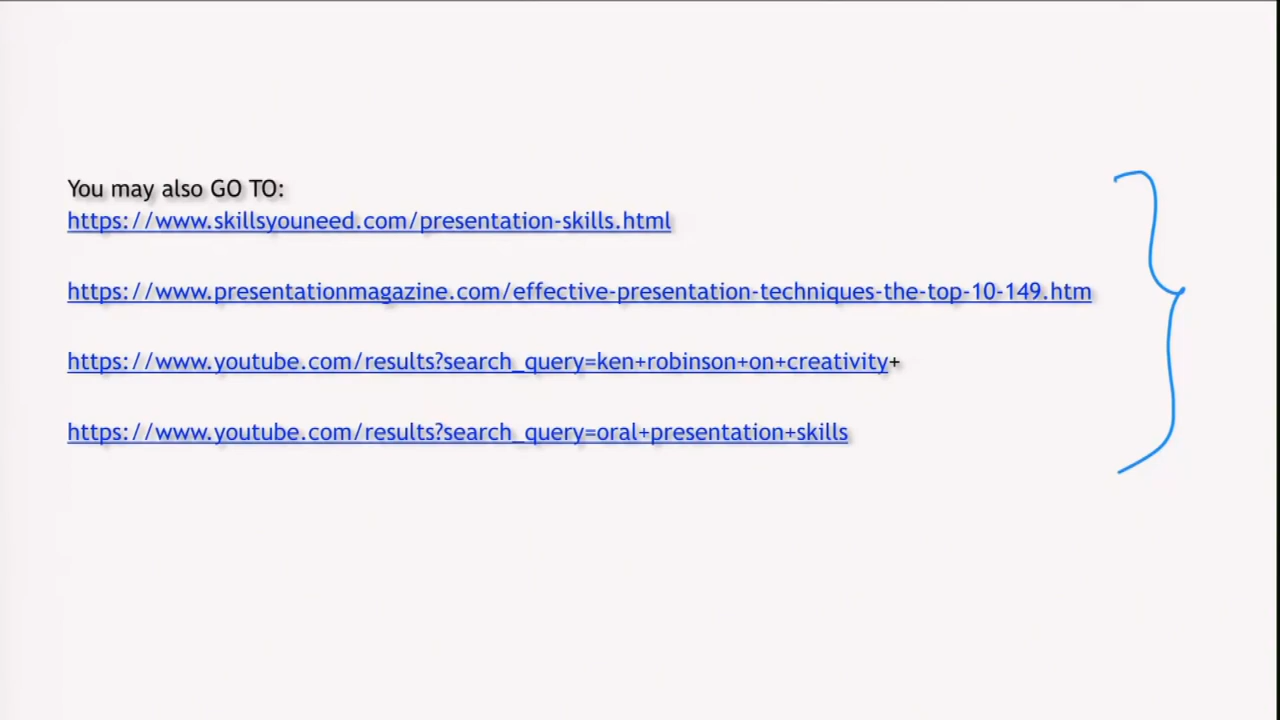 You may also GO TO:
https://www.skillsyouneed.com/presentation-skills.html
https://www.presentationmagazine.com/effective-presentation-techniques-the-top-10-149.htm
https://www.youtube.com/results?search_query=ken+robinson+on+creativity+
https://www.youtube.com/results?search_query=oral+presentation+skills